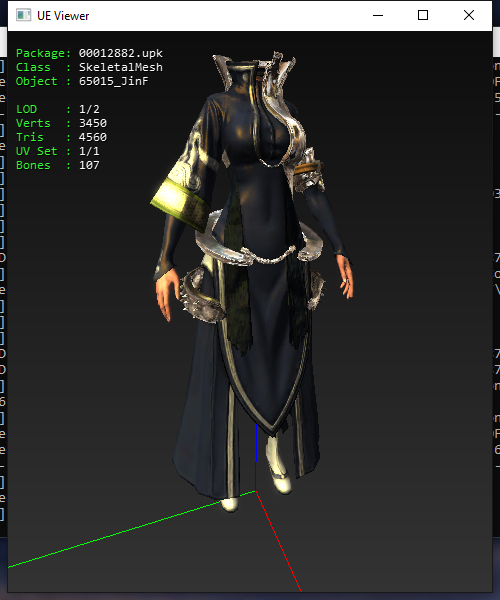 UE Viewer
Package: 00012882.upk
Class : SkeletalMesh
Object : 65015_JinF
LOD : 1/2
Verts : 3450
Tris : 4560
UV Set : 1/1
Bones : 107